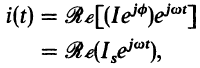 i(t) = ℛℯ[(Ie^{jϕ})e^{jωt}]
= ℛℯ(I_s e^{jωt}),